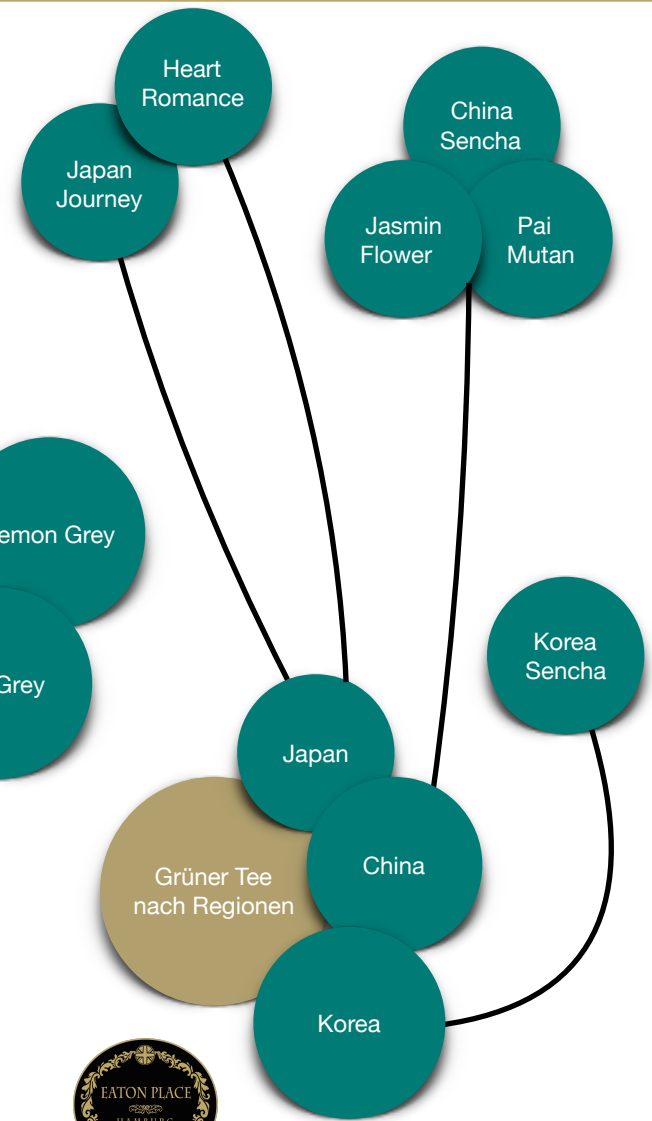 Heart
Romance
Japan
Journey
China
Sencha
Jasmin
Flower
Pai
Mutan
emon Grey
Grey
Korea
Sencha
Japan
China
Grüner Tee
nach Regionen
Korea
EATON PLACE
HAMBURG